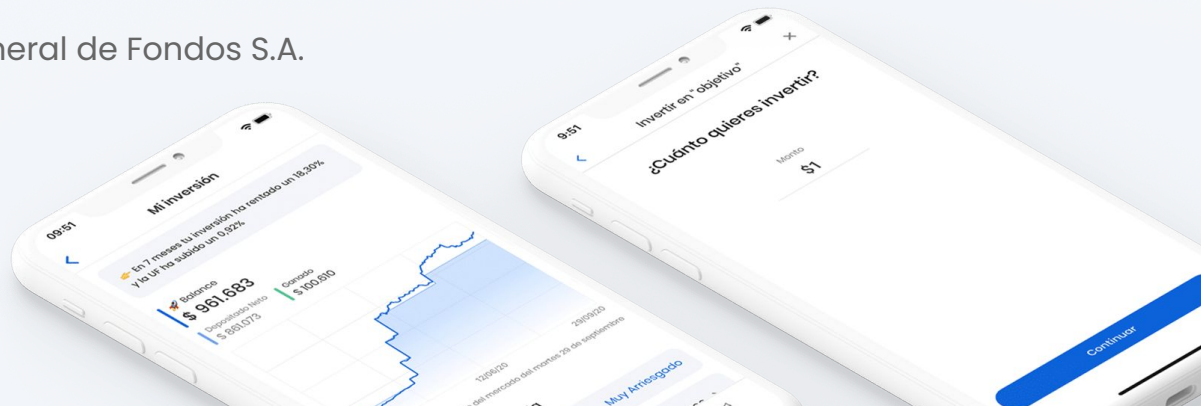 neral de Fondos S.A.
09:51
Mi inversión
👉 En 7 meses tu inversión ha rentado un 18,30%
y la UF ha subido un 0,92%
🚀 Balance
$ 961.683
Depositado Neto
$ 861.073
Ganado
$ 100.610
12/06/20
29/09/20
del mercado del martes 29 de septiembre
Muy Arriesgado
9:51
Invertir en "objetivo"
¿Cuánto quieres invertir?
Monto
$1
Continuar